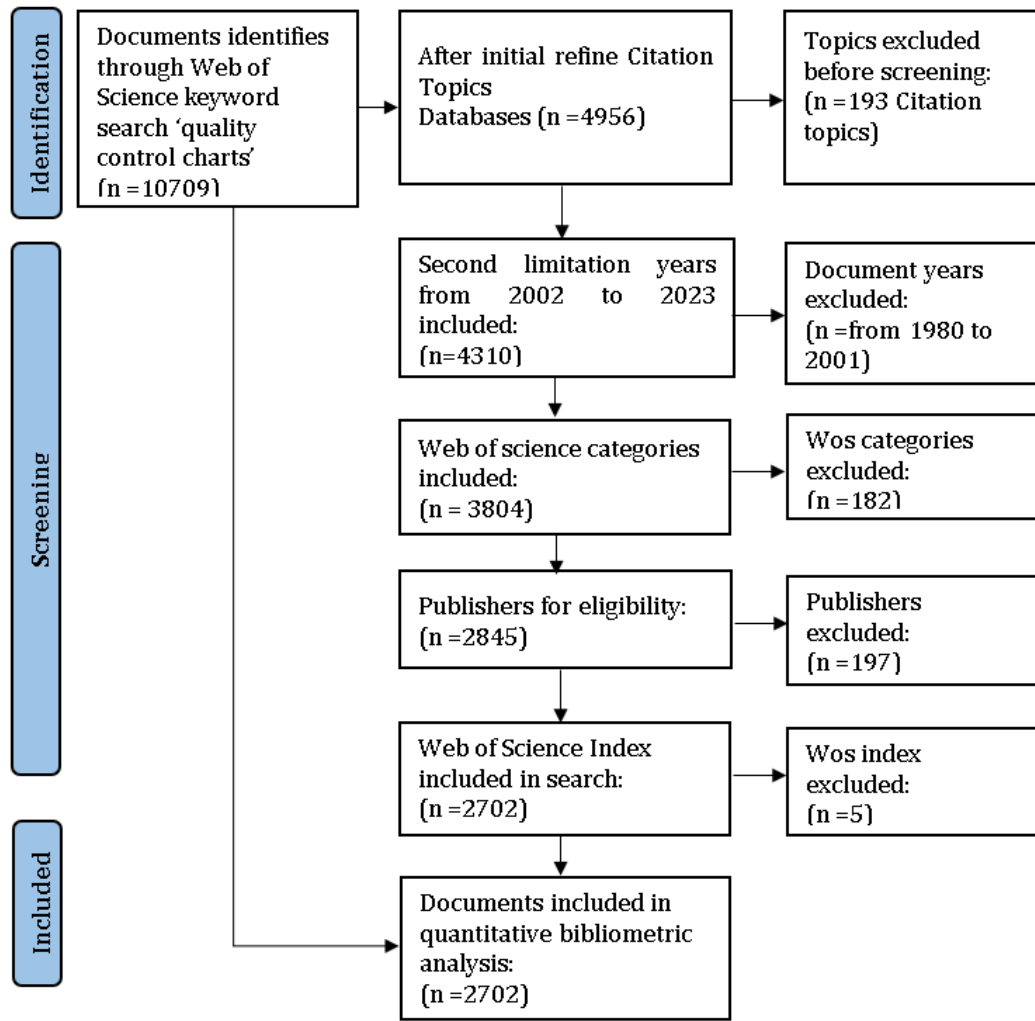 Identification
Documents identifies
through Web of
Science keyword
search ‘quality
control charts’
(n =10709)
After initial refine Citation
Topics
Databases (n =4956)
Topics excluded
before screening:
(n =193 Citation
topics)
Screening
Second limitation years
from 2002 to 2023
included:
(n=4310)
Document years
excluded:
(n =from 1980 to
2001)
Web of science categories
included:
(n = 3804)
Wos categories
excluded:
(n =182)
Publishers for eligibility:
(n =2845)
Publishers
excluded:
(n =197)
Web of Science Index
included in search:
(n =2702)
Wos index
excluded:
(n =5)
Included
Documents included in
quantitative bibliometric
analysis:
(n =2702)